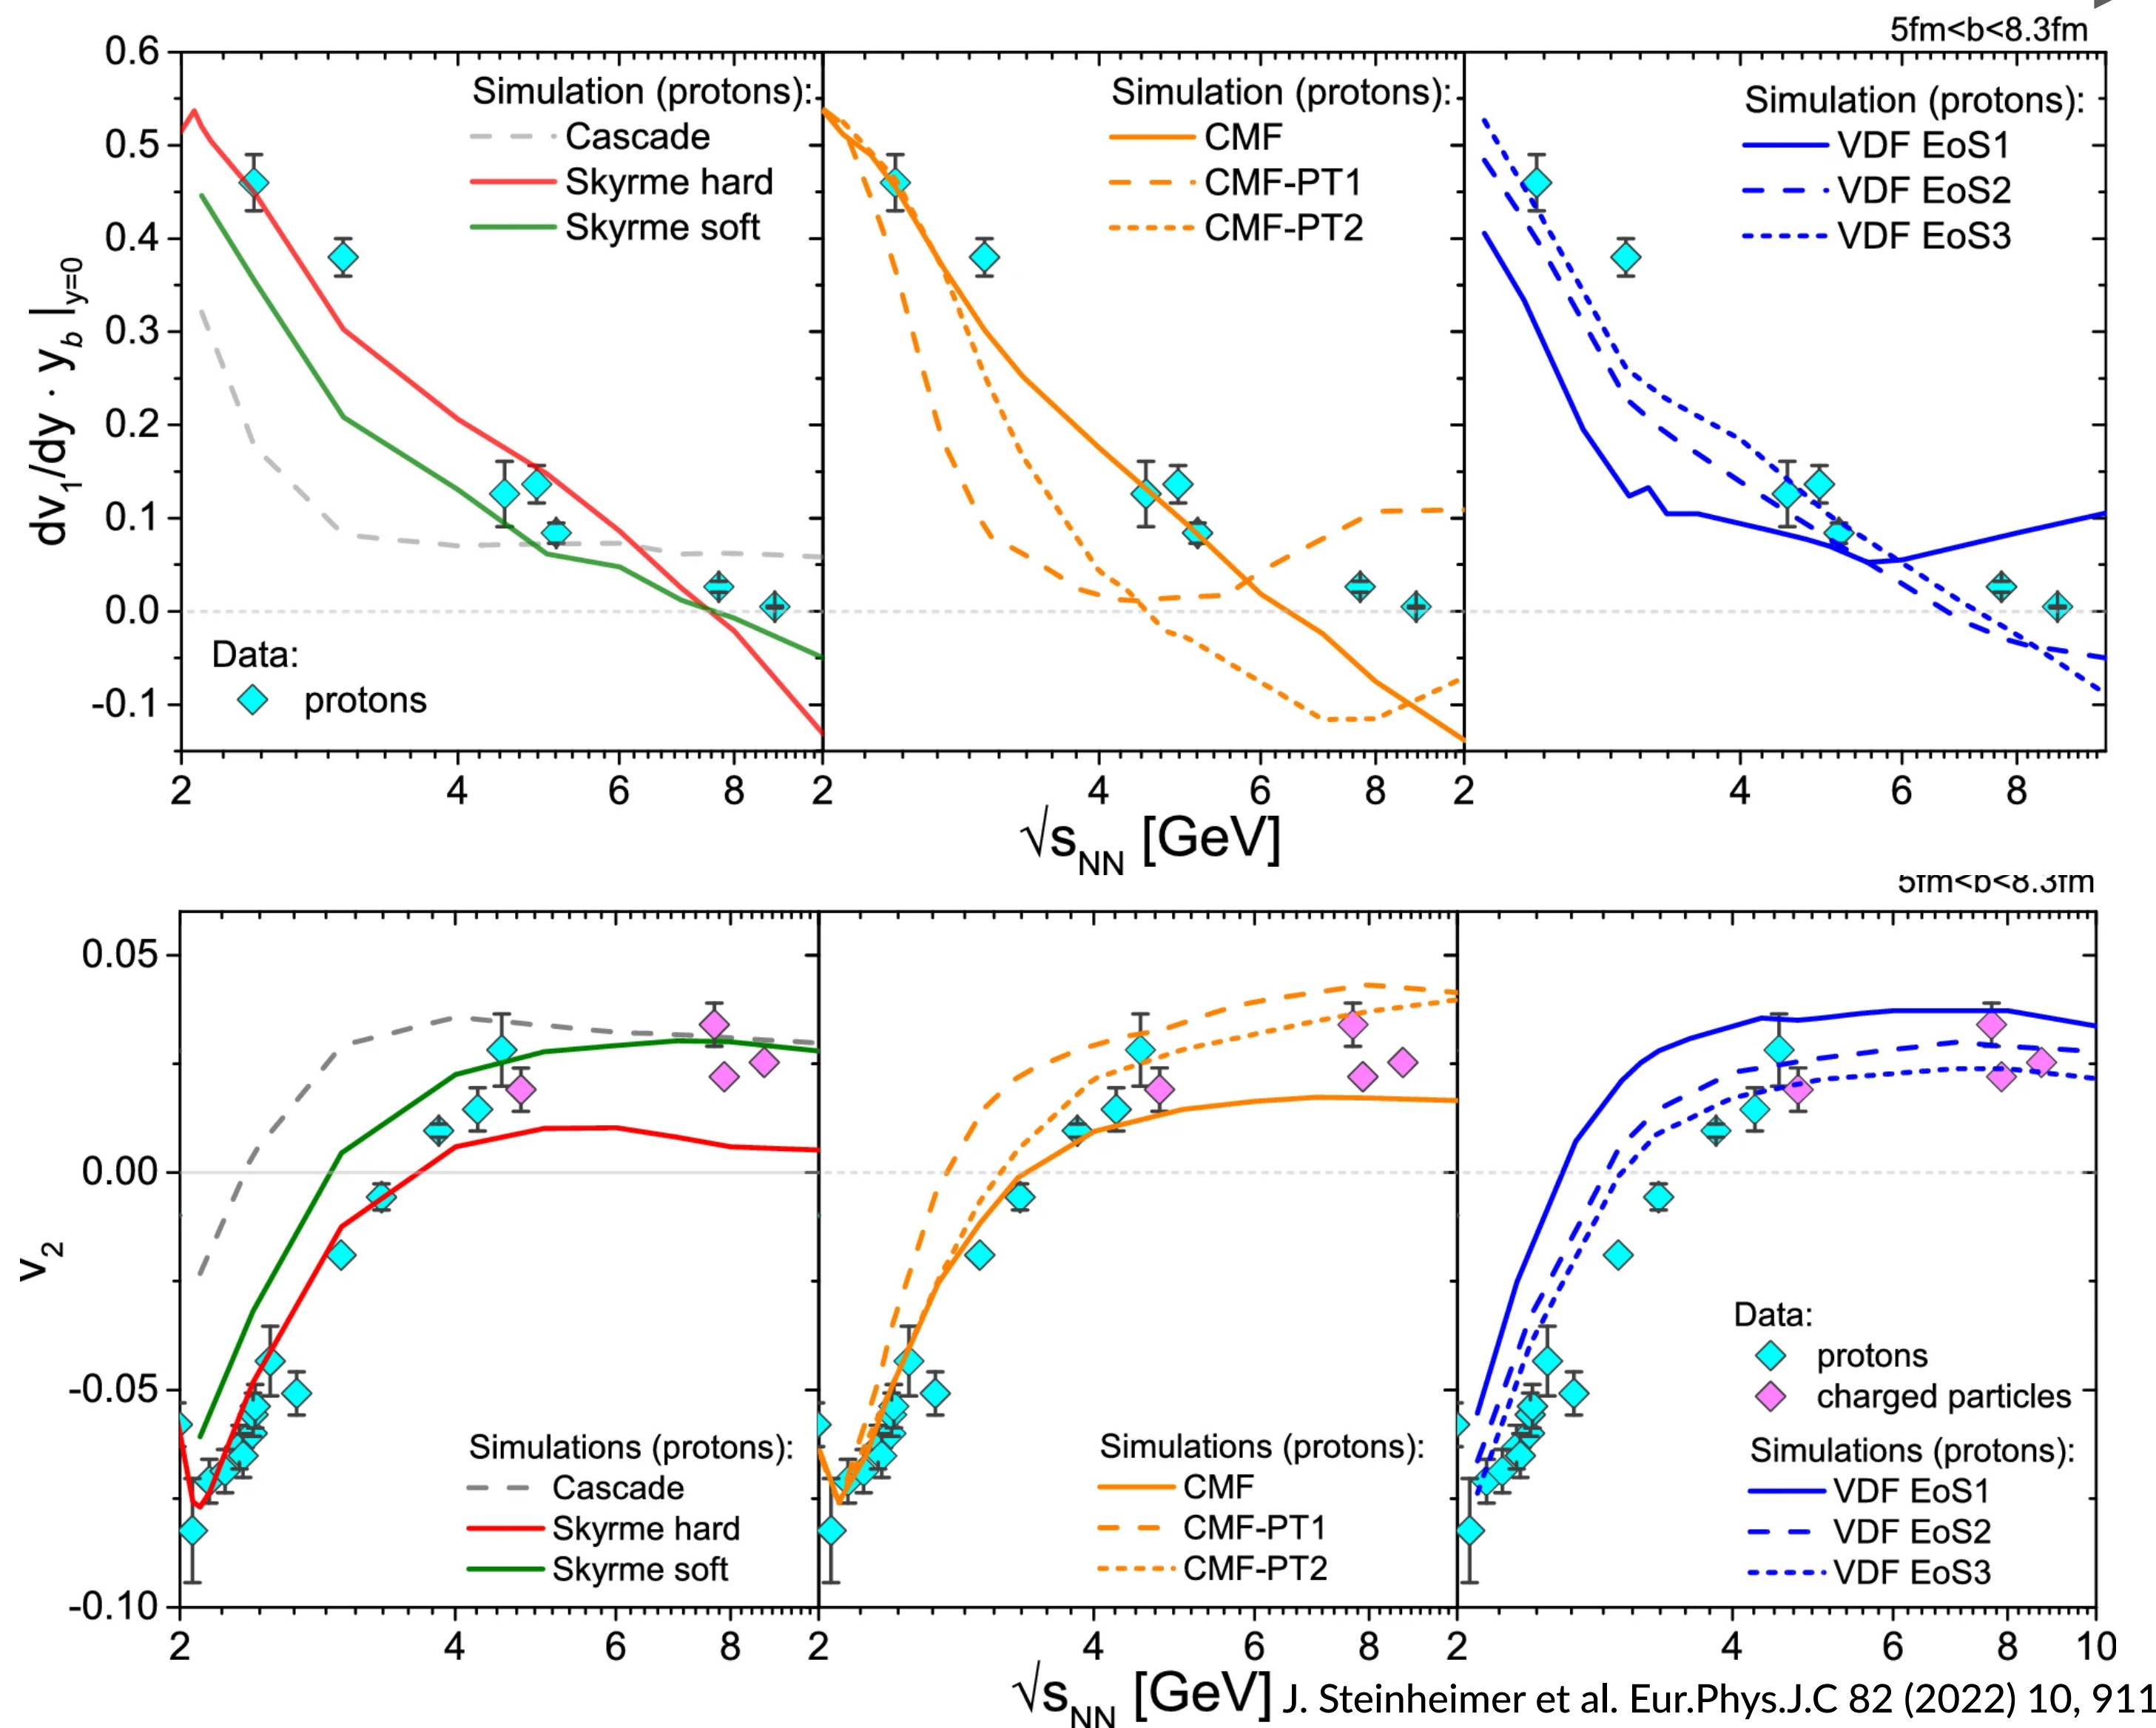 5fm<b<8.3fm
0.6
0.5
0.4
0.3
0.2
0.1
0.0
-0.1
dv1/dy · yb |y=0
Simulation (protons):
Cascade
Skyrme hard
Skyrme soft
Data:
protons
Simulation (protons):
CMF
CMF-PT1
CMF-PT2
Simulation (protons):
VDF EoS1
VDF EoS2
VDF EoS3
2 4 6 8 2 4 6 8 2 4 6 8
√sNN [GeV]
5fm<b<8.3fm
0.05
0.00
-0.05
-0.10
v2
Simulations (protons):
Cascade
Skyrme hard
Skyrme soft
Simulations (protons):
CMF
CMF-PT1
CMF-PT2
Data:
protons
charged particles
Simulations (protons):
VDF EoS1
VDF EoS2
VDF EoS3
2 4 6 8 2 4 6 8 2 4 6 8 10
√sNN [GeV] J. Steinheimer et al. Eur.Phys.J.C 82 (2022) 10, 911